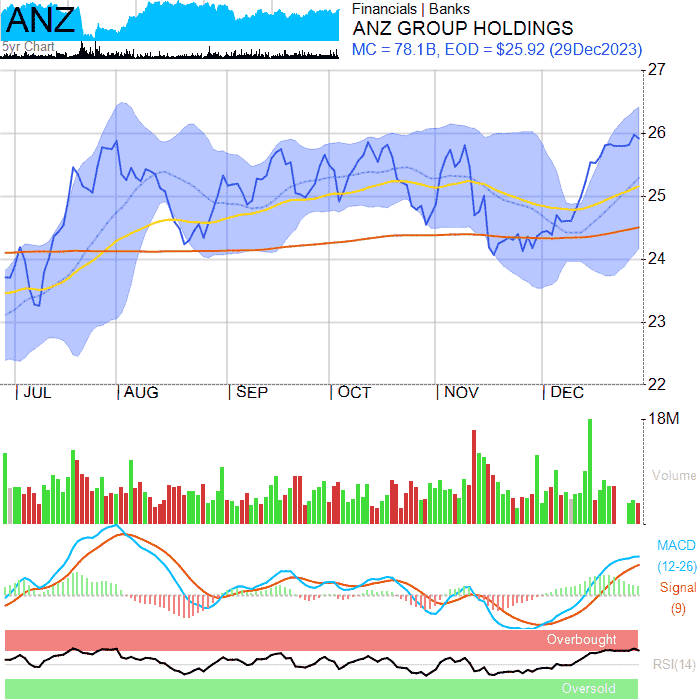 ANZ
5yr Chart
Financials | Banks
ANZ GROUP HOLDINGS
MC = 78.1B, EOD = $25.92 (29Dec2023)
27
26
25
24
23
22
JUL AUG SEP OCT NOV DEC
18M
Volume
MACD
(12-26)
Signal
(9)
Overbought
RSI(14)
Oversold